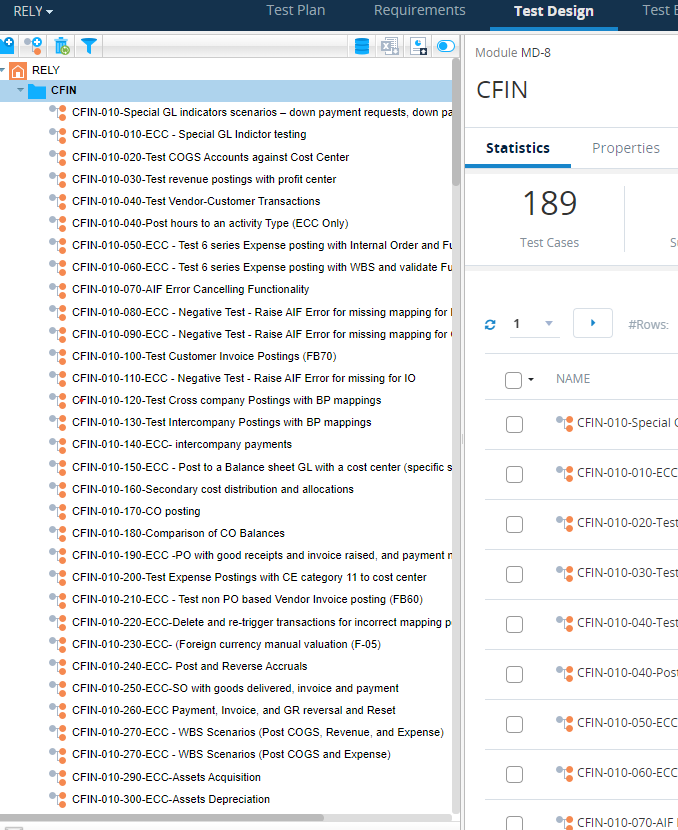 RELY
Test Plan
Requirements
Test Design
Test E
RELY
CFIN
CFIN-010-Special GL indicators scenarios – down payment requests, down pa
CFIN-010-010-ECC - Special GL Indictor testing
CFIN-010-020-Test COGS Accounts against Cost Center
CFIN-010-030-Test revenue postings with profit center
CFIN-010-040-Test Vendor-Customer Transactions
CFIN-010-040-Post hours to an activity Type (ECC Only)
CFIN-010-050-ECC - Test 6 series Expense posting with Internal Order and Fu
CFIN-010-060-ECC - Test 6 series Expense posting with WBS and validate Fu
CFIN-010-070-AIF Error Cancelling Functionality
CFIN-010-080-ECC - Negative Test - Raise AIF Error for missing mapping for
CFIN-010-090-ECC - Negative Test - Raise AIF Error for missing mapping for
CFIN-010-100-Test Customer Invoice Postings (FB70)
CFIN-010-110-ECC - Negative Test - Raise AIF Error for missing for IO
CFIN-010-120-Test Cross company Postings with BP mappings
CFIN-010-130-Test Intercompany Postings with BP mappings
CFIN-010-140-ECC- intercompany payments
CFIN-010-150-ECC - Post to a Balance sheet GL with a cost center (specific s
CFIN-010-160-Secondary cost distribution and allocations
CFIN-010-170-CO posting
CFIN-010-180-Comparison of CO Balances
CFIN-010-190-ECC -PO with good receipts and invoice raised, and payment
CFIN-010-200-Test Expense Postings with CE category 11 to cost center
CFIN-010-210-ECC - Test non PO based Vendor Invoice posting (FB60)
CFIN-010-220-ECC-Delete and re-trigger transactions for incorrect mapping p
CFIN-010-230-ECC- (Foreign currency manual valuation (F-05)
CFIN-010-240-ECC- Post and Reverse Accruals
CFIN-010-250-ECC-SO with goods delivered, invoice and payment
CFIN-010-260-ECC Payment, Invoice, and GR reversal and Reset
CFIN-010-270-ECC - WBS Scenarios (Post COGS, Revenue, and Expense)
CFIN-010-270-ECC - WBS Scenarios (Post COGS and Expense)
CFIN-010-290-ECC-Assets Acquisition
CFIN-010-300-ECC-Assets Depreciation
Module MD-8
CFIN
Statistics
Properties
189
Test Cases
S
1
#Rows:
NAME
CFIN-010-Special
CFIN-010-010-ECC
CFIN-010-020-Test
CFIN-010-030-Test
CFIN-010-040-Test
CFIN-010-040-Post
CFIN-010-050-ECC
CFIN-010-060-ECC
CFIN-010-070-AIF